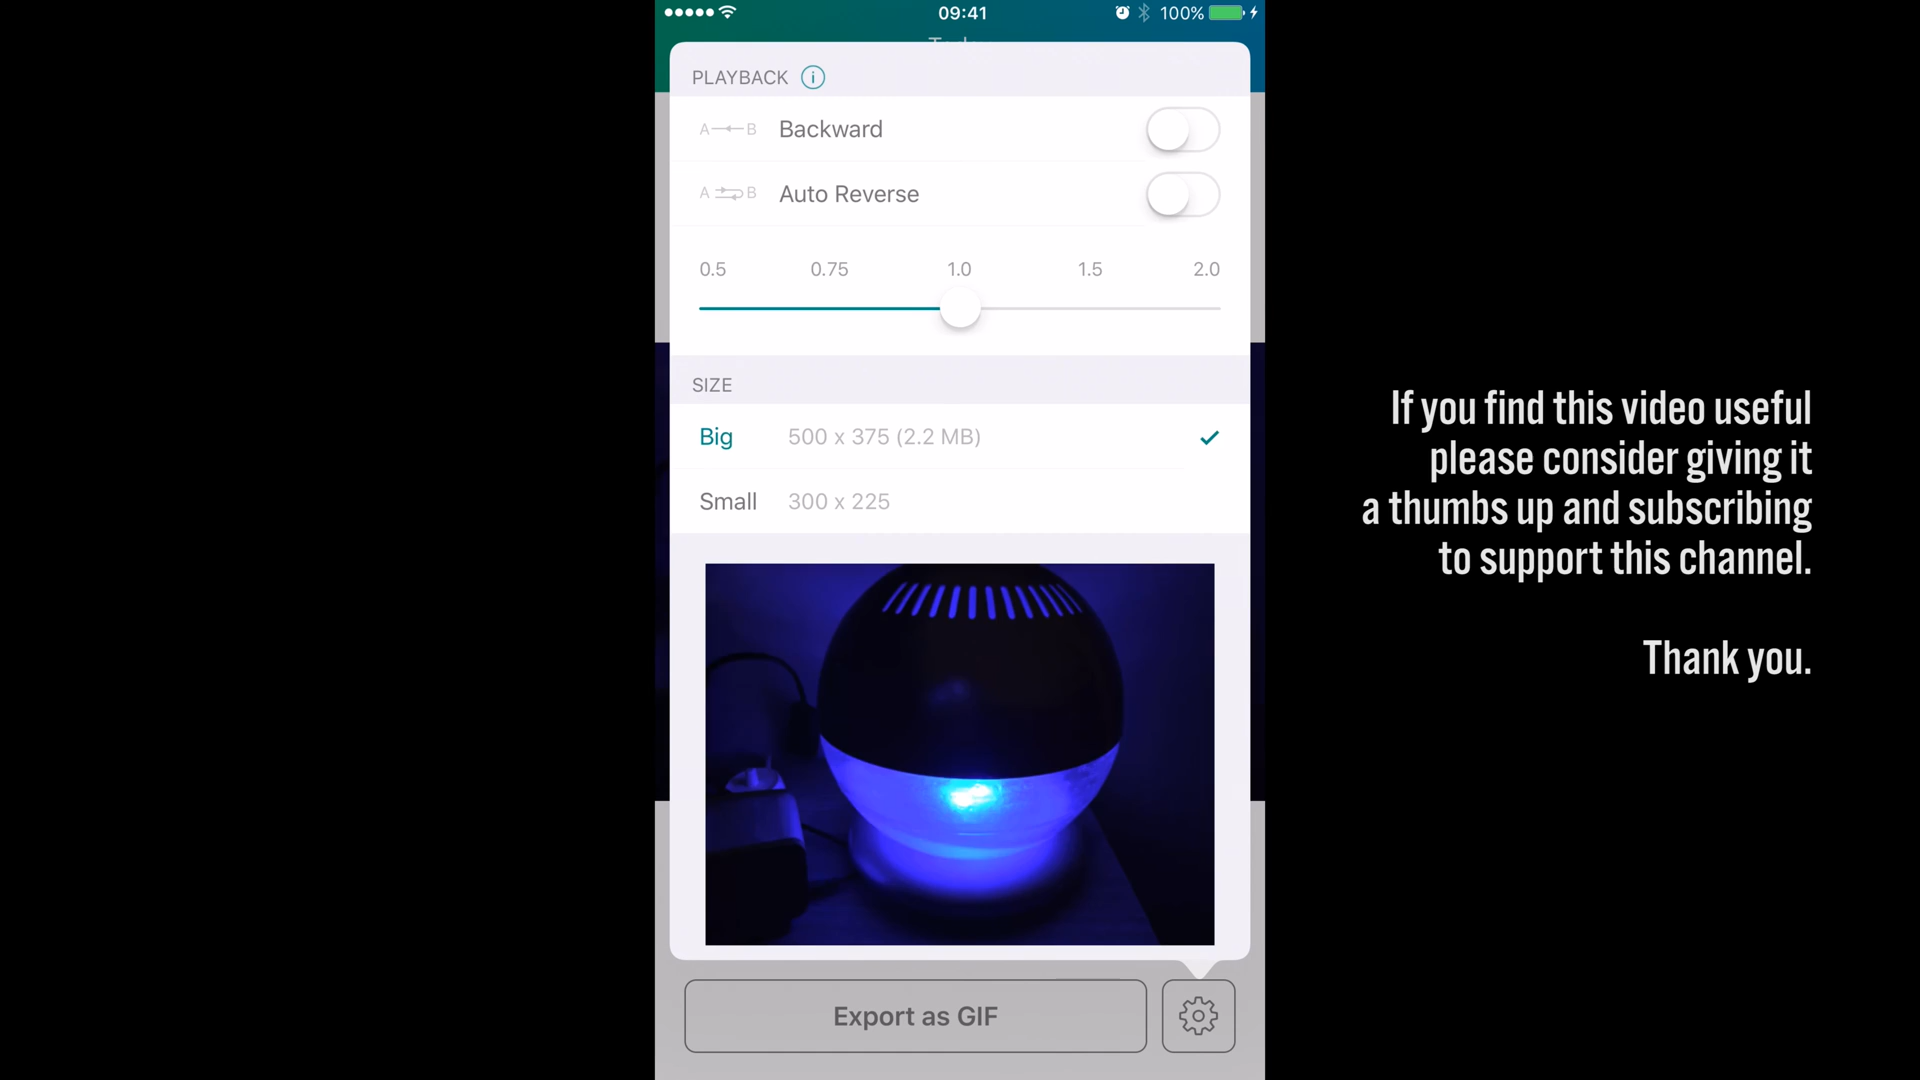 09:41
100%
PLAYBACK i
A B Backward
A B Auto Reverse
0.5 0.75 1.0 1.5 2.0
SIZE
Big 500 x 375 (2.2 MB)
Small 300 x 225
Export as GIF
If you find this video useful
please consider giving it
a thumbs up and subscribing
to support this channel.
Thank you.